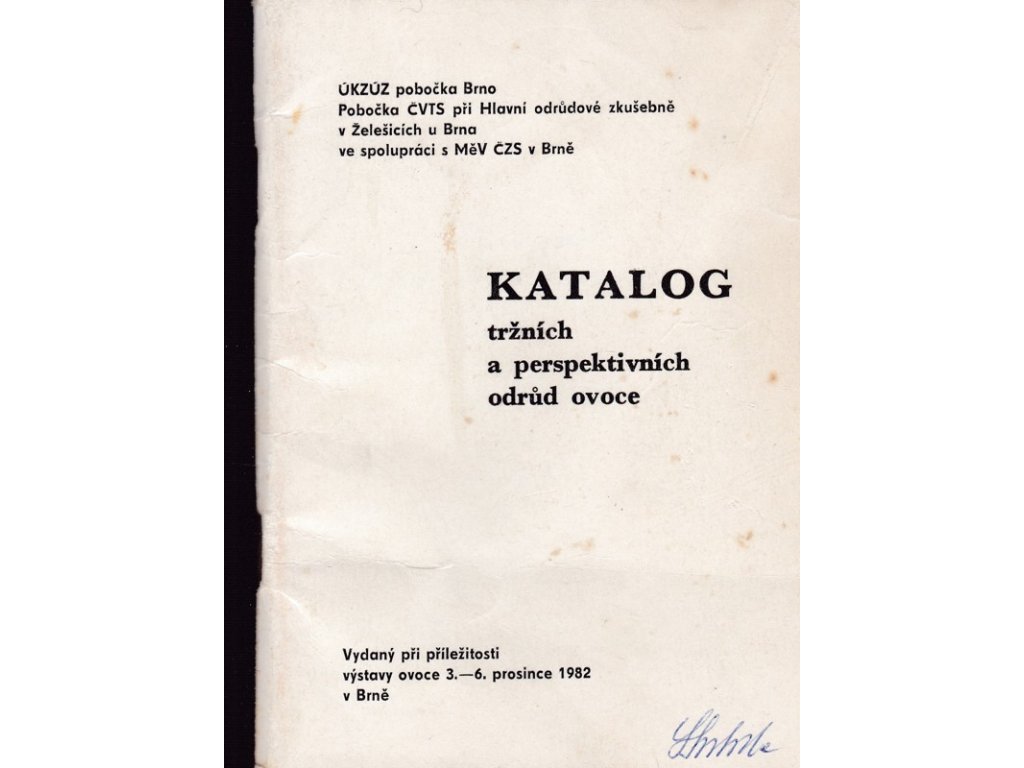 ÚKZÚZ pobočka Brno
Pobočka ČVTS při Hlavní odrůdové zkušebně
v Želešicích u Brna
ve spolupráci s MěV ČZS v Brně
KATALOG
tržních
a perspektivních
odrůd ovoce
Vydaný při příležitosti
výstavy ovoce 3.—6. prosince 1982
v Brně